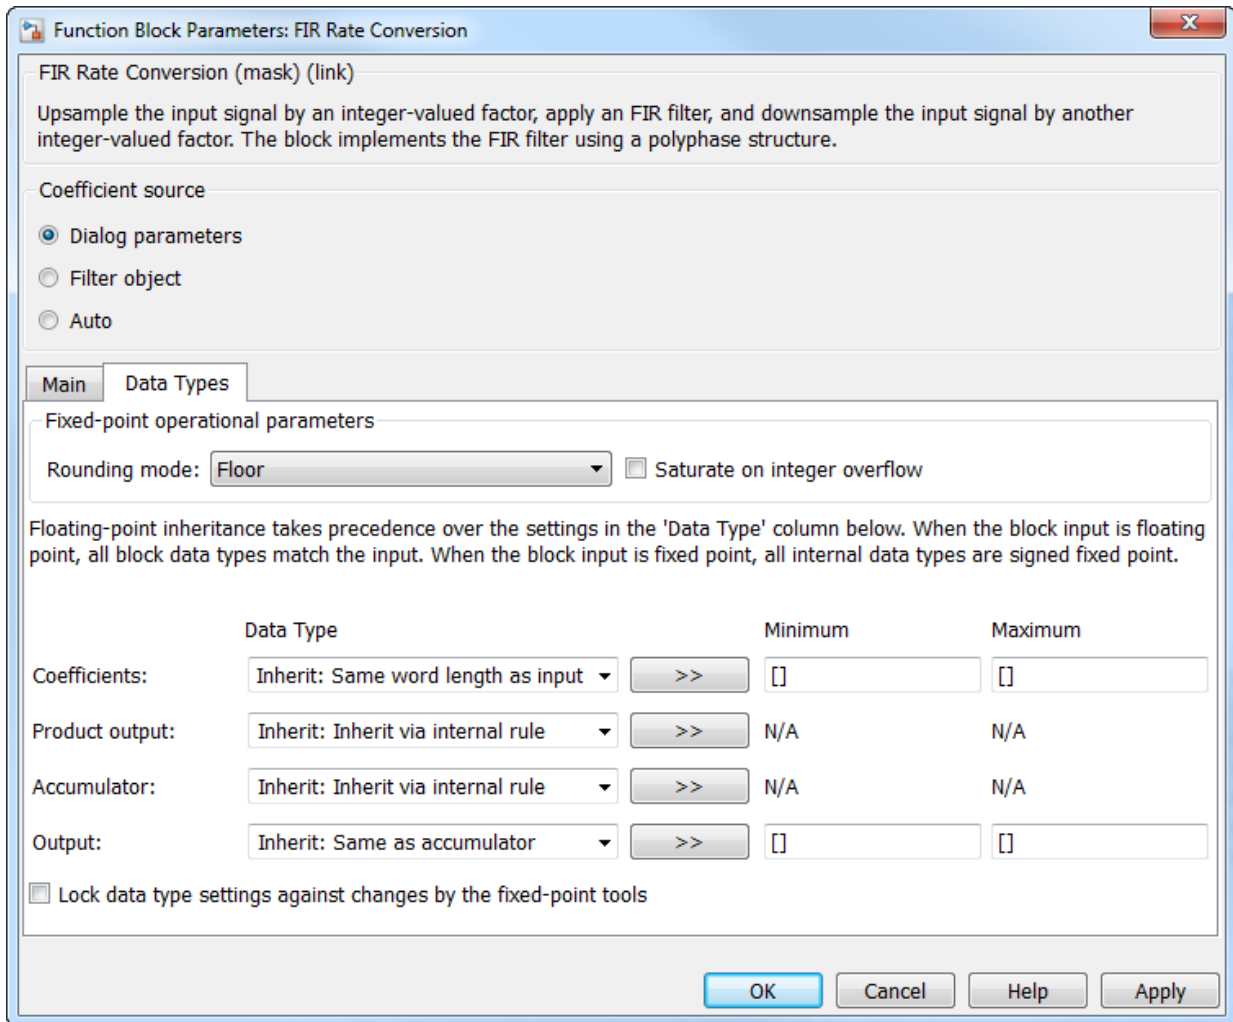 Function Block Parameters: FIR Rate Conversion
X
FIR Rate Conversion (mask) (link)
Upsample the input signal by an integer-valued factor, apply an FIR filter, and downsample the input signal by another
integer-valued factor. The block implements the FIR filter using a polyphase structure.
Coefficient source
Dialog parameters
Filter object
Auto
Main Data Types
Fixed-point operational parameters
Rounding mode: Floor Saturate on integer overflow
Floating-point inheritance takes precedence over the settings in the 'Data Type' column below. When the block input is floating
point, all block data types match the input. When the block input is fixed point, all internal data types are signed fixed point.
Data Type Minimum Maximum
Coefficients: Inherit: Same word length as input >> [] []
Product output: Inherit: Inherit via internal rule >> N/A N/A
Accumulator: Inherit: Inherit via internal rule >> N/A N/A
Output: Inherit: Same as accumulator >> [] []
Lock data type settings against changes by the fixed-point tools
OK Cancel Help Apply